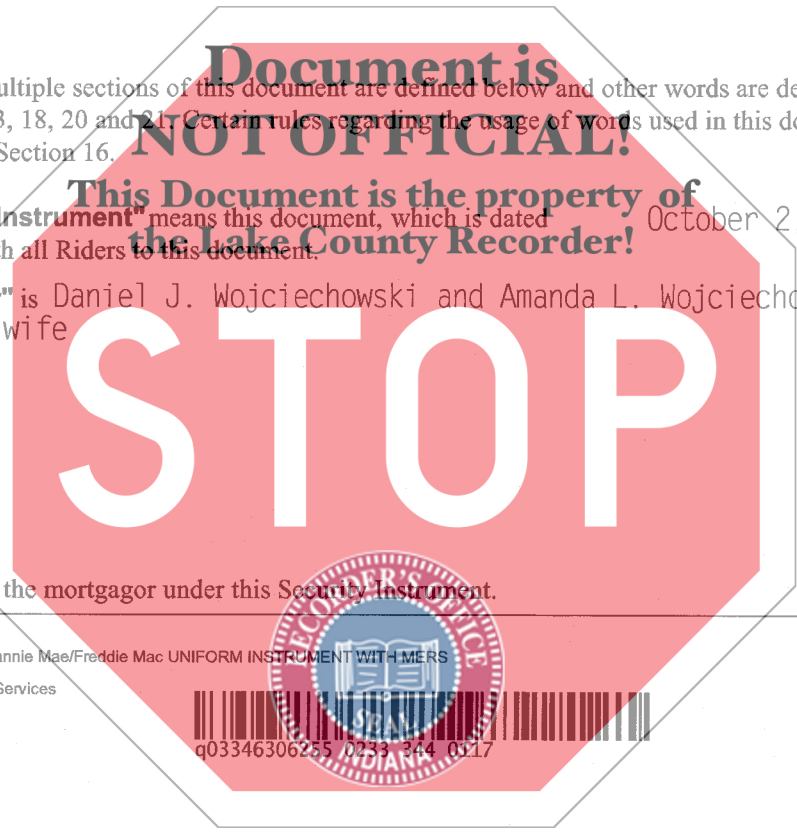 Document is
ultiple sections of this document are defined below and other words are de
3, 18, 20 and 21. Certain rules regarding the usage of words used in this do
NOT OFFICIAL!
Section 16.
This Document is the property of
Instrument" means this document, which is dated October 2
the Lake County Recorder!
h all Riders to this document.
" is Daniel J. Wojciechowski and Amanda L. Wojciecho
wife
STOP
the mortgagor under this Security Instrument.
RECORDER'S OFFICE
annie Mae/Freddie Mac UNIFORM INSTRUMENT WITH MERS
Services
SEAL
INDIANA
q03346306255 0233 344 0117